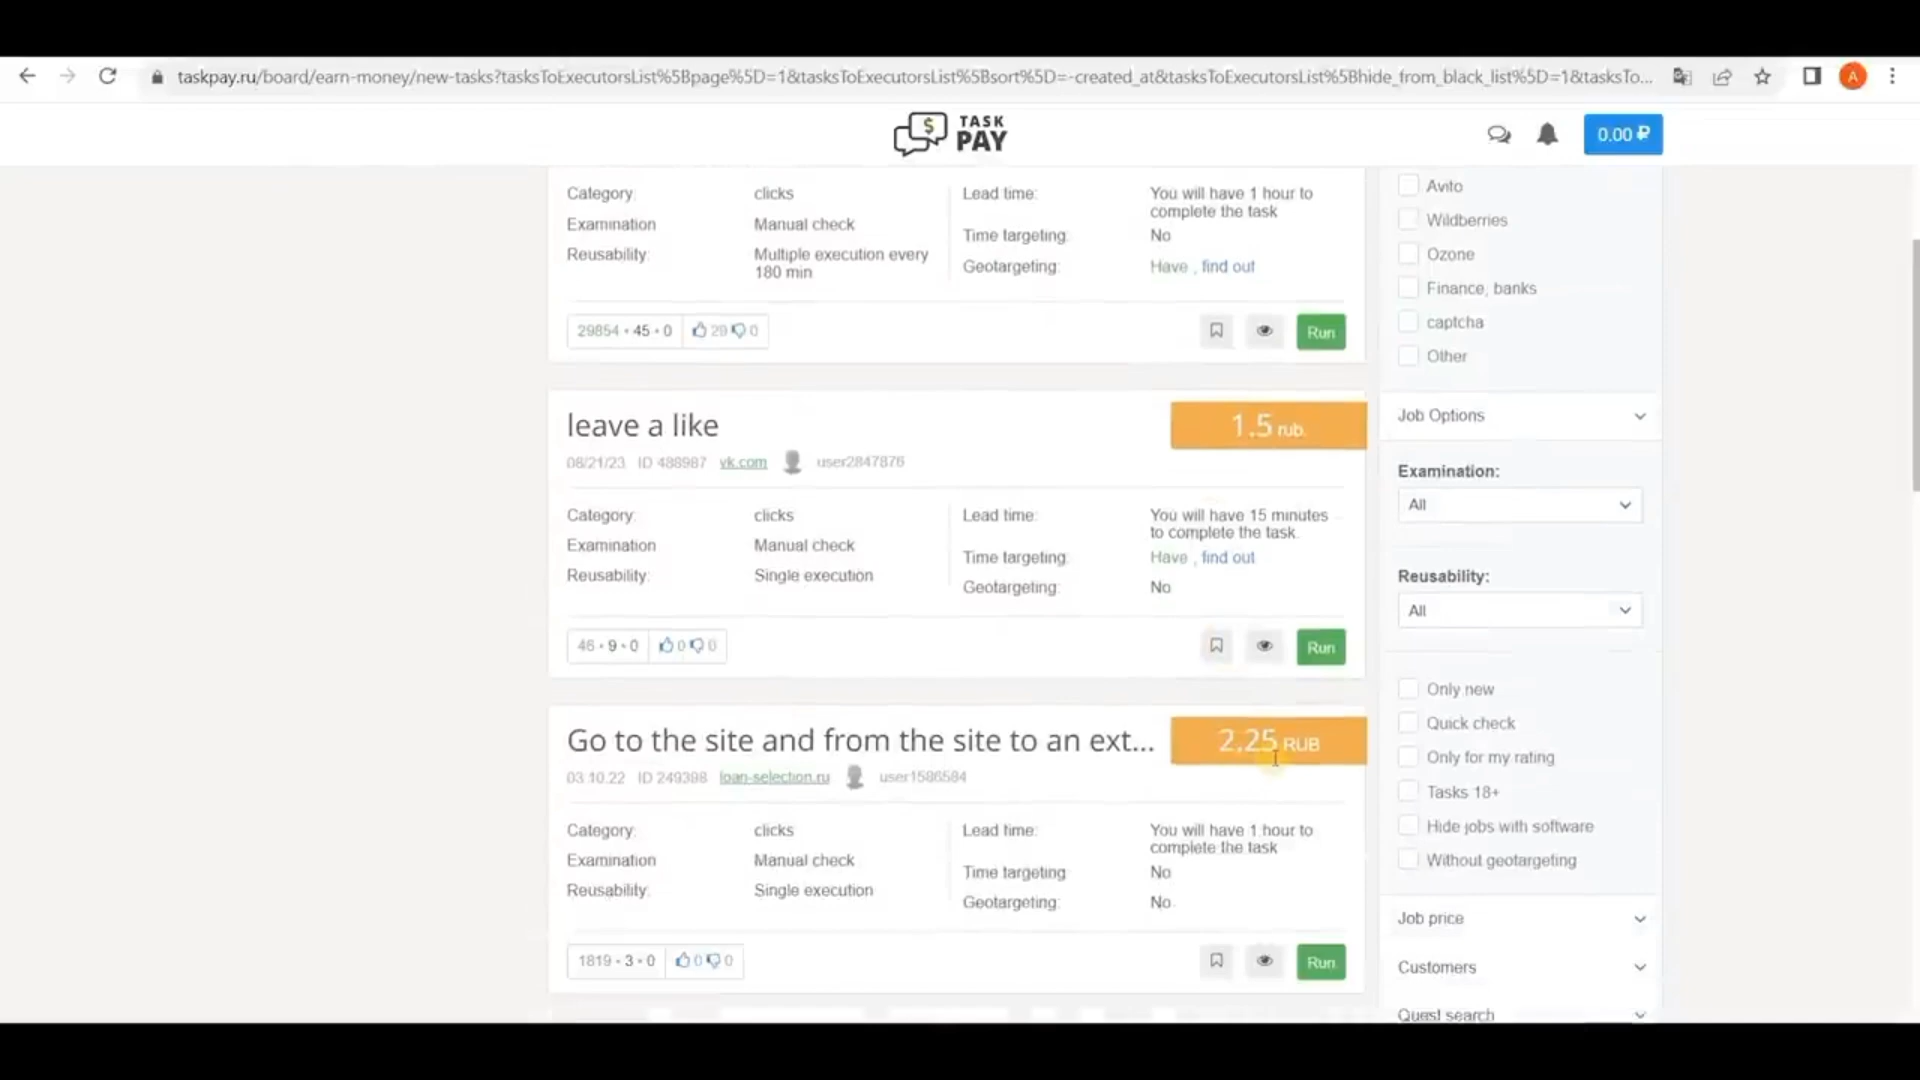 taskpay.ru/board/earn-money/new-tasks?tasksToExecutorsList%5Bpage%5D=1&tasksToExecutorsList%5Bsort%5D=-created_at&tasksToExecutorsList%5Bhide_from_black_list%5D=1&tasksTo...
A
$ TASK PAY
0.00 ₽
Category: clicks
Lead time: You will have 1 hour to
complete the task
Examination Manual check
Time targeting: No
Reusability: Multiple execution every
180 min
Geotargeting: Have , find out
29854 • 45 • 0 29 0 Run
leave a like 1.5 rub.
08/21/23 ID 488987 vk.com user2847876
Category: clicks
Lead time: You will have 15 minutes
to complete the task.
Examination Manual check
Time targeting: Have , find out
Reusability: Single execution
Geotargeting: No
46 • 9 • 0 0 0 Run
Go to the site and from the site to an ext... 2.25 RUB
03.10.22 ID 249398 loan-selection.ru user1586584
Category: clicks
Lead time: You will have 1 hour to
complete the task
Examination Manual check
Time targeting No
Reusability: Single execution
Geotargeting: No
1819 • 3 • 0 0 0 Run
Avito
Wildberries
Ozone
Finance, banks
captcha
Other
Job Options
Examination:
All
Reusability:
All
Only new
Quick check
Only for my rating
Tasks 18+
Hide jobs with software
Without geotargeting
Job price
Customers
Quest search